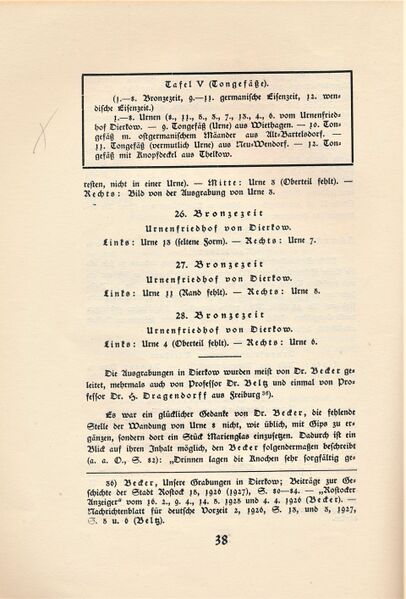 Tafel V (Tongefäße).
(1.—8. Bronzezeit, 9.—11. germanische Eisenzeit, 12. wen-
dische Eisenzeit.)
1.—8. Urnen (2., 11., 5., 3., 7., 13., 4., 6. vom Urnenfried-
hof Dierkow. — 9. Tongefäß (Urne) aus Wiethagen. — 10. Ton-
gefäß m. ostgermanischem Mäander aus Alt-Bartelsdorf. —
11. Tongefäß (vermutlich Urne) aus Neu-Wendorf. — 12. Ton-
gefäß mit Knopfdeckel aus Thelkow.
resten, nicht in einer Urne). — Mitte: Urne 3 (Oberteil fehlt). —
Rechts: Bild von der Ausgrabung von Urne 3.
26. Bronzezeit
Urnenfriedhof von Dierkow.
Links: Urne 13 (seltene Form). — Rechts: Urne 7.
27. Bronzezeit
Urnenfriedhof von Dierkow.
Links: Urne 11 (Rand fehlt). — Rechts: Urne 8.
28. Bronzezeit
Urnenfriedhof von Dierkow.
Links: Urne 4 (Oberteil fehlt). — Rechts: Urne 6.
Die Ausgrabungen in Dierkow wurden meist von Dr. Becker ge-
leitet, mehrmals auch von Professor Dr. Beltz und einmal von Pro-
fessor Dr. H. Dragendorff aus Freiburg 36).
Es war ein glücklicher Gedanke von Dr. Becker, die fehlende
Stelle der Wandung von Urne 8 nicht, wie üblich, mit Gips zu er-
gänzen, sondern dort ein Stück Marienglas einzusetzen. Dadurch ist ein
Blick auf ihren Inhalt möglich, den Becker folgendermaßen beschreibt
(a. a. O., S. 82): „Drinnen lagen die Knochen sehr sorgfältig ge-
36) Becker, Unsere Grabungen in Dierkow; Beiträge zur Ge-
schichte der Stadt Rostock 15, 1926 (1927), S. 80—84. — „Rostocker
Anzeiger“ vom 16. 2., 9. 4., 14. 8. 1925 und 4. 4. 1926 (Becker). —
Nachrichtenblatt für deutsche Vorzeit 2, 1926, S. 13, und 3, 1927,
S. 5 u. 6 (Beltz).
38